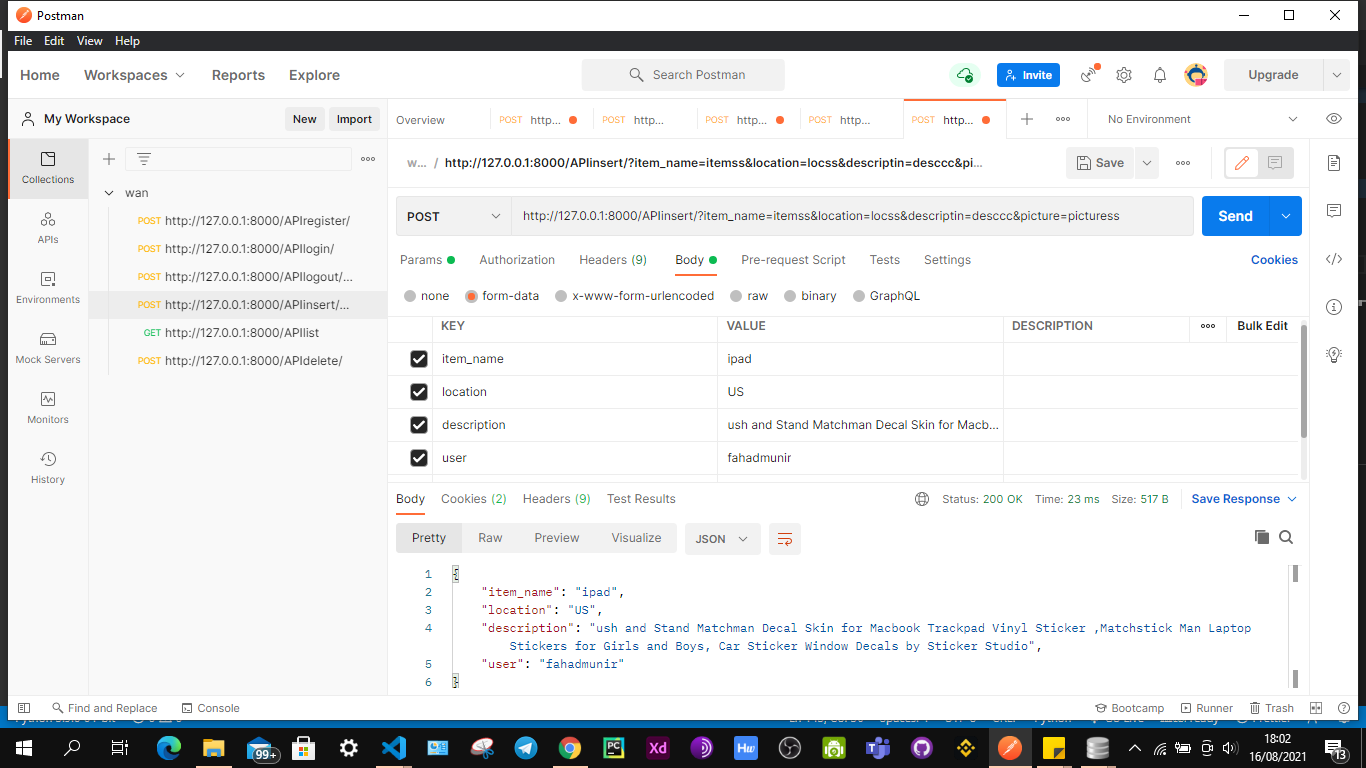 Postman
File Edit View Help
Home Workspaces Reports Explore Search Postman Invite Upgrade
My Workspace New Import Overview POST http... POST http... POST http... POST http... POST http... No Environment
w... / http://127.0.0.1:8000/APIinsert/?item_name=itemss&location=locss&descriptin=desccc&pi... Save
Collections
APIs
Environments
Mock Servers
Monitors
History
wan
POST http://127.0.0.1:8000/APIregister/
POST http://127.0.0.1:8000/APIlogin/
POST http://127.0.0.1:8000/APIlogout/...
POST http://127.0.0.1:8000/APIinsert/...
GET http://127.0.0.1:8000/APIlist
POST http://127.0.0.1:8000/APIdelete/
POST http://127.0.0.1:8000/APIinsert/?item_name=itemss&location=locss&descriptin=desccc&picture=picturess Send
Params Authorization Headers (9) Body Pre-request Script Tests Settings Cookies
none form-data x-www-form-urlencoded raw binary GraphQL
KEY VALUE DESCRIPTION Bulk Edit
item_name ipad
location US
description ush and Stand Matchman Decal Skin for Macb...
user fahadmunir
Body Cookies (2) Headers (9) Test Results Status: 200 OK Time: 23 ms Size: 517 B Save Response
Pretty Raw Preview Visualize JSON
1 {
2 "item_name": "ipad",
3 "location": "US",
4 "description": "ush and Stand Matchman Decal Skin for Macbook Trackpad Vinyl Sticker ,Matchstick Man Laptop
Stickers for Girls and Boys, Car Sticker Window Decals by Sticker Studio",
5 "user": "fahadmunir"
6 }
Find and Replace Console Bootcamp Runner Trash
99+ PC Xd Hw 18:02
16/08/2021 13